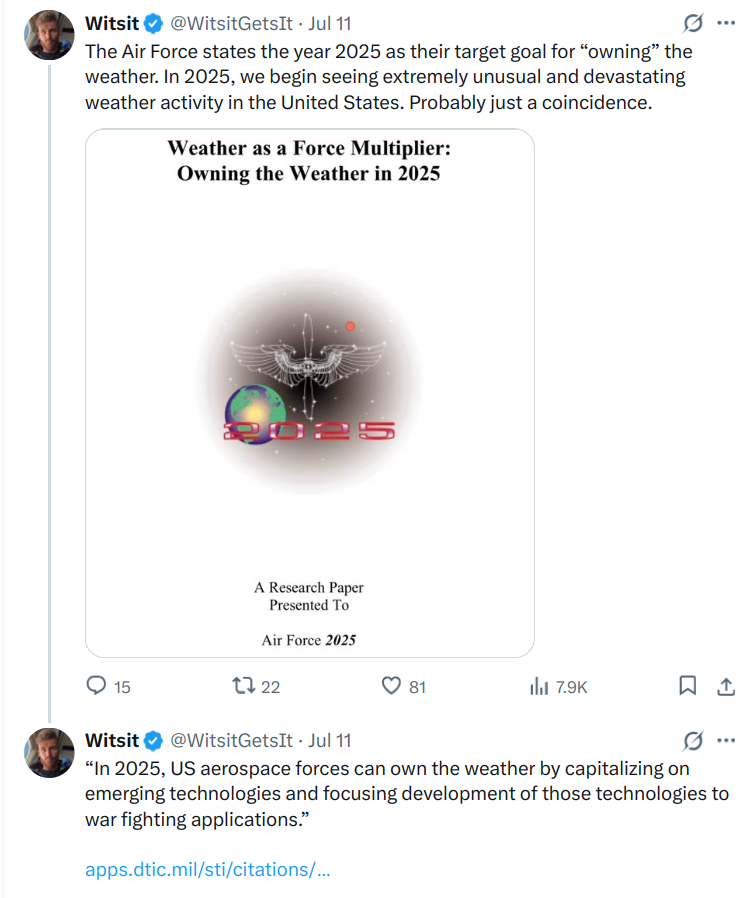 Witsit @WitsitGetsIt · Jul 11
The Air Force states the year 2025 as their target goal for “owning” the
weather. In 2025, we begin seeing extremely unusual and devastating
weather activity in the United States. Probably just a coincidence.
Weather as a Force Multiplier:
Owning the Weather in 2025
2025
A Research Paper
Presented To
Air Force 2025
15 22 81 7.9K
Witsit @WitsitGetsIt · Jul 11
“In 2025, US aerospace forces can own the weather by capitalizing on
emerging technologies and focusing development of those technologies to
war fighting applications.”
apps.dtic.mil/sti/citations/...